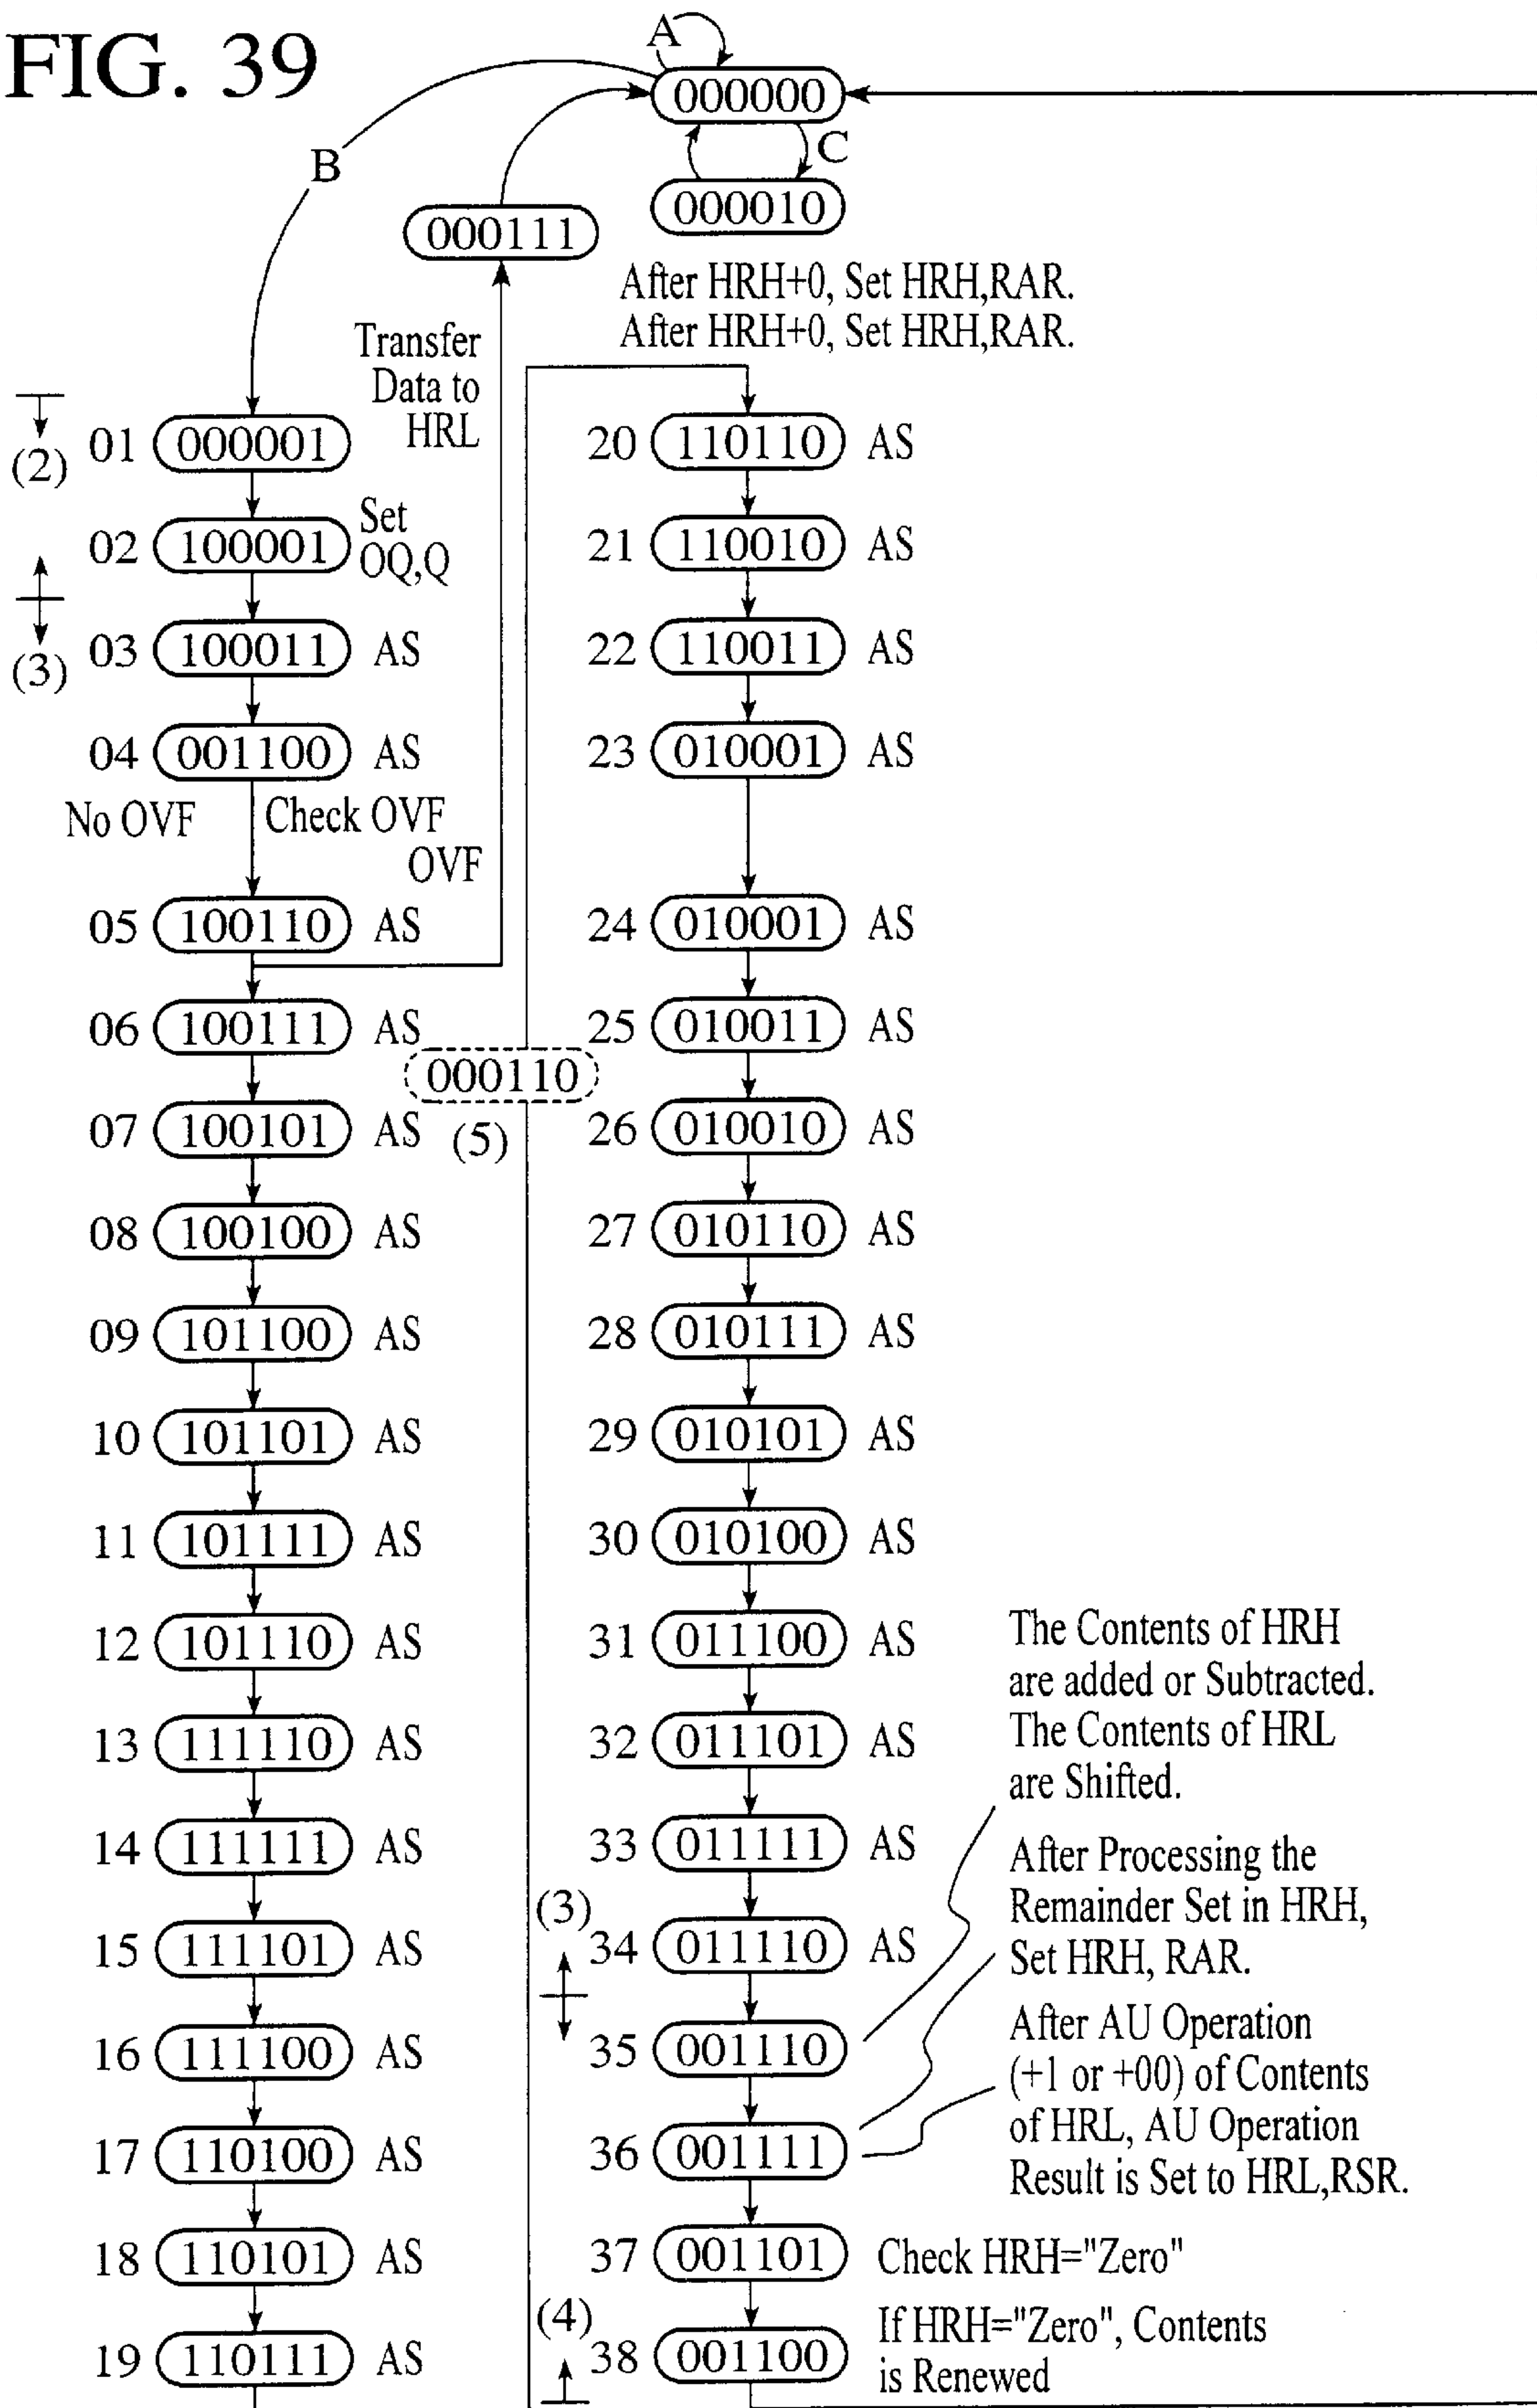 FIG. 39
A
000000
B
C
000010
000111
After HRH+0, Set HRH,RAR.
After HRH+0, Set HRH,RAR.
Transfer
Data to
HRL
(2)
01 000001
02 100001 Set
OQ,Q
(3)
03 100011 AS
04 001100 AS
No OVF Check OVF
OVF
05 100110 AS
06 100111 AS
000110
(5)
07 100101 AS
08 100100 AS
09 101100 AS
10 101101 AS
11 101111 AS
12 101110 AS
13 111110 AS
14 111111 AS
15 111101 AS
16 111100 AS
17 110100 AS
18 110101 AS
19 110111 AS
20 110110 AS
21 110010 AS
22 110011 AS
23 010001 AS
24 010001 AS
25 010011 AS
26 010010 AS
27 010110 AS
28 010111 AS
29 010101 AS
30 010100 AS
31 011100 AS
32 011101 AS
33 011111 AS
(3)
34 011110 AS
35 001110
36 001111
37 001101 Check HRH="Zero"
(4)
38 001100 If HRH="Zero", Contents
is Renewed
The Contents of HRH
are added or Subtracted.
The Contents of HRL
are Shifted.
After Processing the
Remainder Set in HRH,
Set HRH, RAR.
After AU Operation
(+1 or +00) of Contents
of HRL, AU Operation
Result is Set to HRL,RSR.